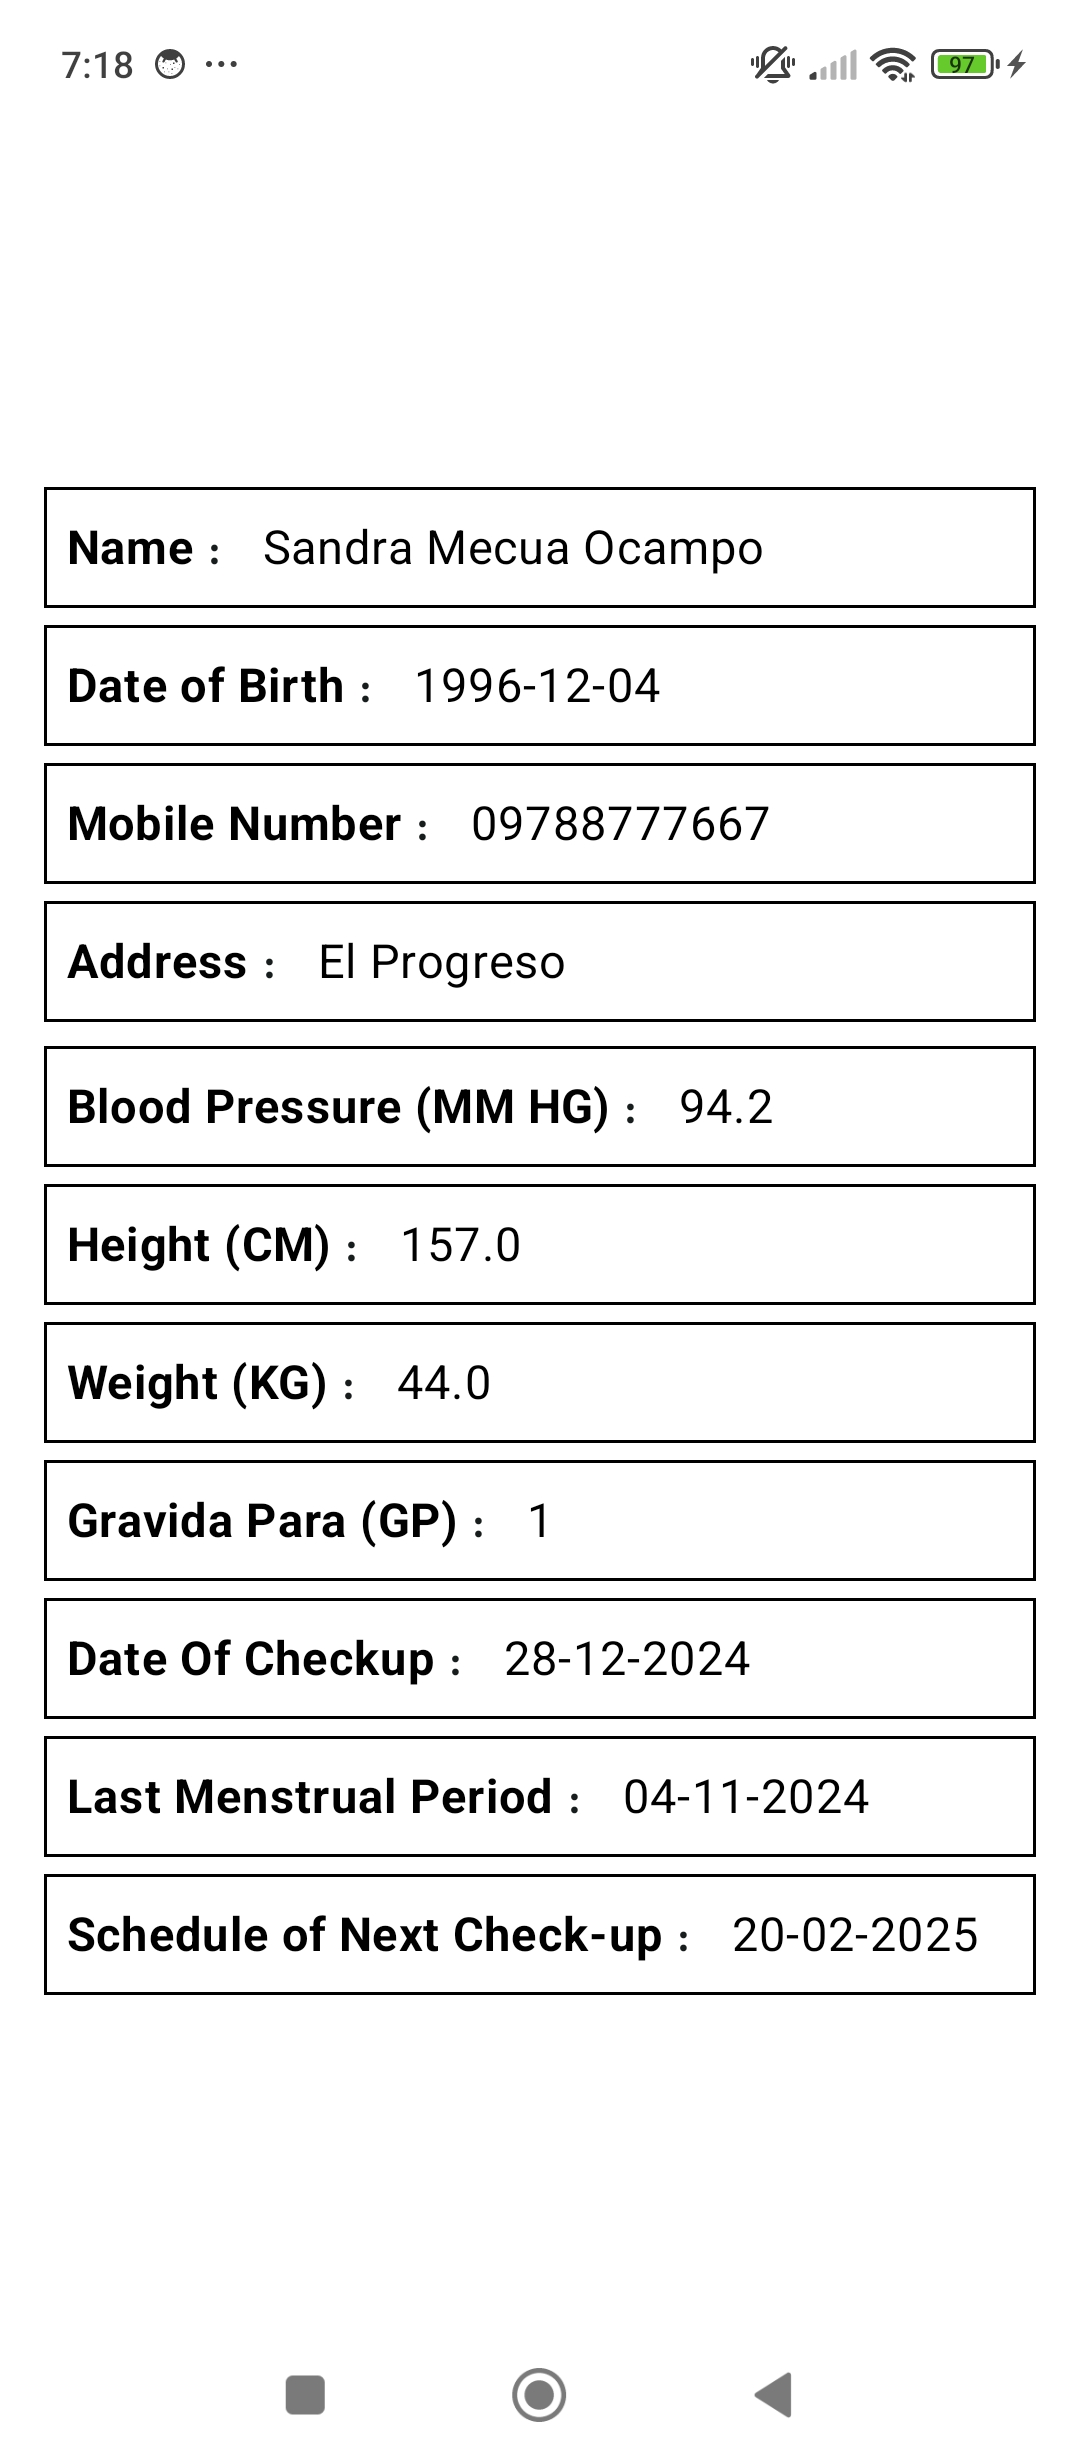 7:18
97
Name : Sandra Mecua Ocampo
Date of Birth : 1996-12-04
Mobile Number : 09788777667
Address : El Progreso
Blood Pressure (MM HG) : 94.2
Height (CM) : 157.0
Weight (KG) : 44.0
Gravida Para (GP) : 1
Date Of Checkup : 28-12-2024
Last Menstrual Period : 04-11-2024
Schedule of Next Check-up : 20-02-2025